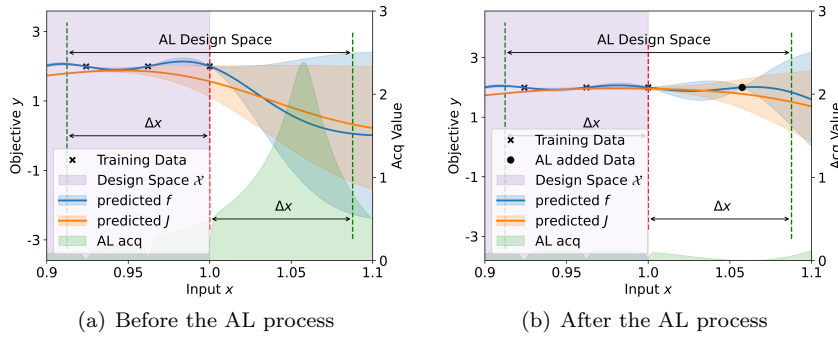 AL Design Space
Δx
Δx
Training Data
Design Space 𝒳
predicted f
predicted J
AL acq
3
1
-1
-3
Objective y
3
2
1
0
Acq Value
0.9
0.95
1.0
1.05
1.1
Input x
(a) Before the AL process
AL Design Space
Δx
Δx
Training Data
AL added Data
Design Space 𝒳
predicted f
predicted J
AL acq
3
1
-1
-3
Objective y
3
2
1
0
Acq Value
0.9
0.95
1.0
1.05
1.1
Input x
(b) After the AL process